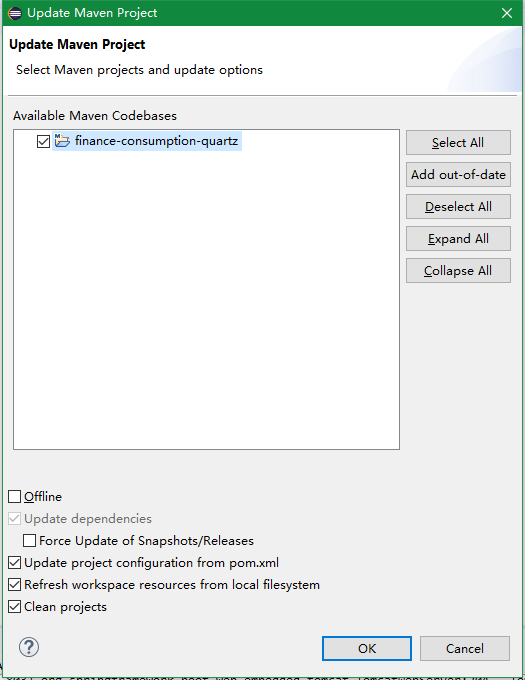 Update Maven Project
Update Maven Project
Select Maven projects and update options
Available Maven Codebases
finance-consumption-quartz
Select All
Add out-of-date
Deselect All
Expand All
Collapse All
Offline
Update dependencies
Force Update of Snapshots/Releases
Update project configuration from pom.xml
Refresh workspace resources from local filesystem
Clean projects
OK
Cancel